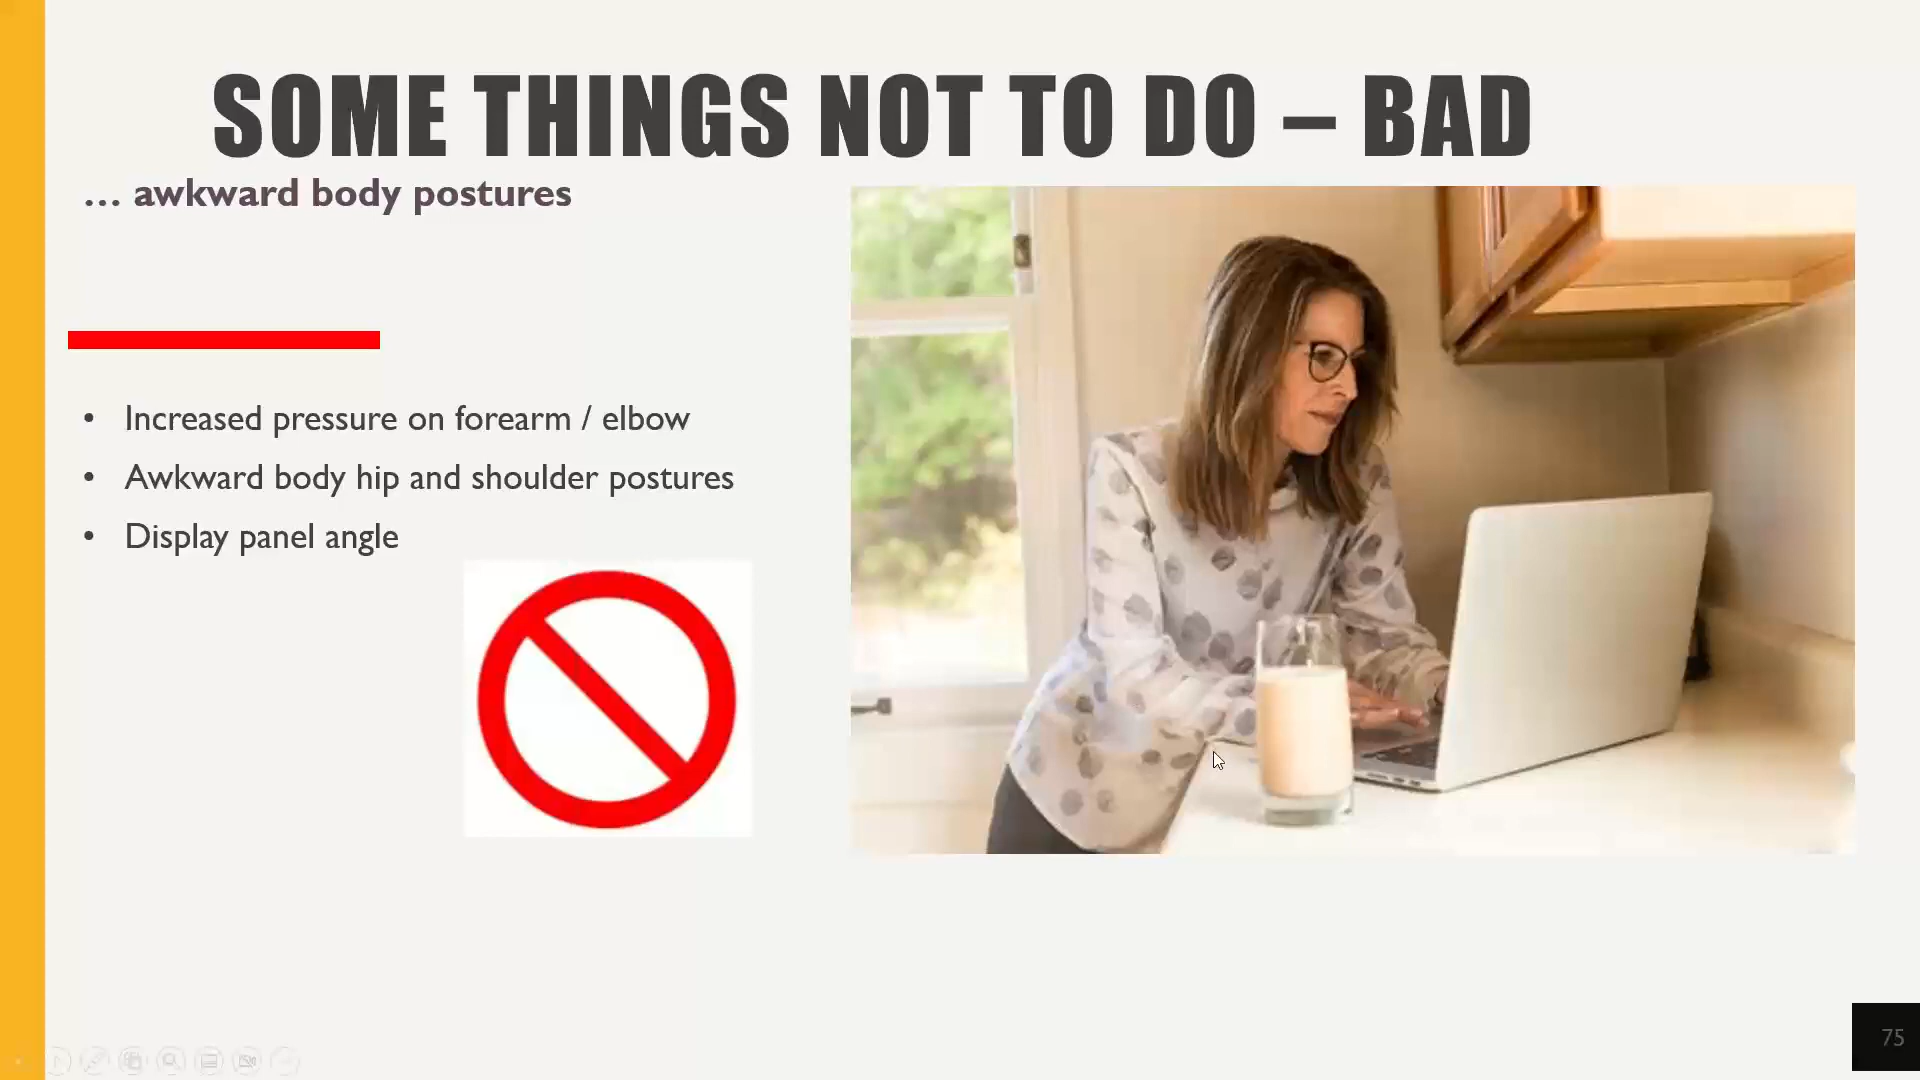 SOME THINGS NOT TO DO – BAD
… awkward body postures
• Increased pressure on forearm / elbow
• Awkward body hip and shoulder postures
• Display panel angle
75